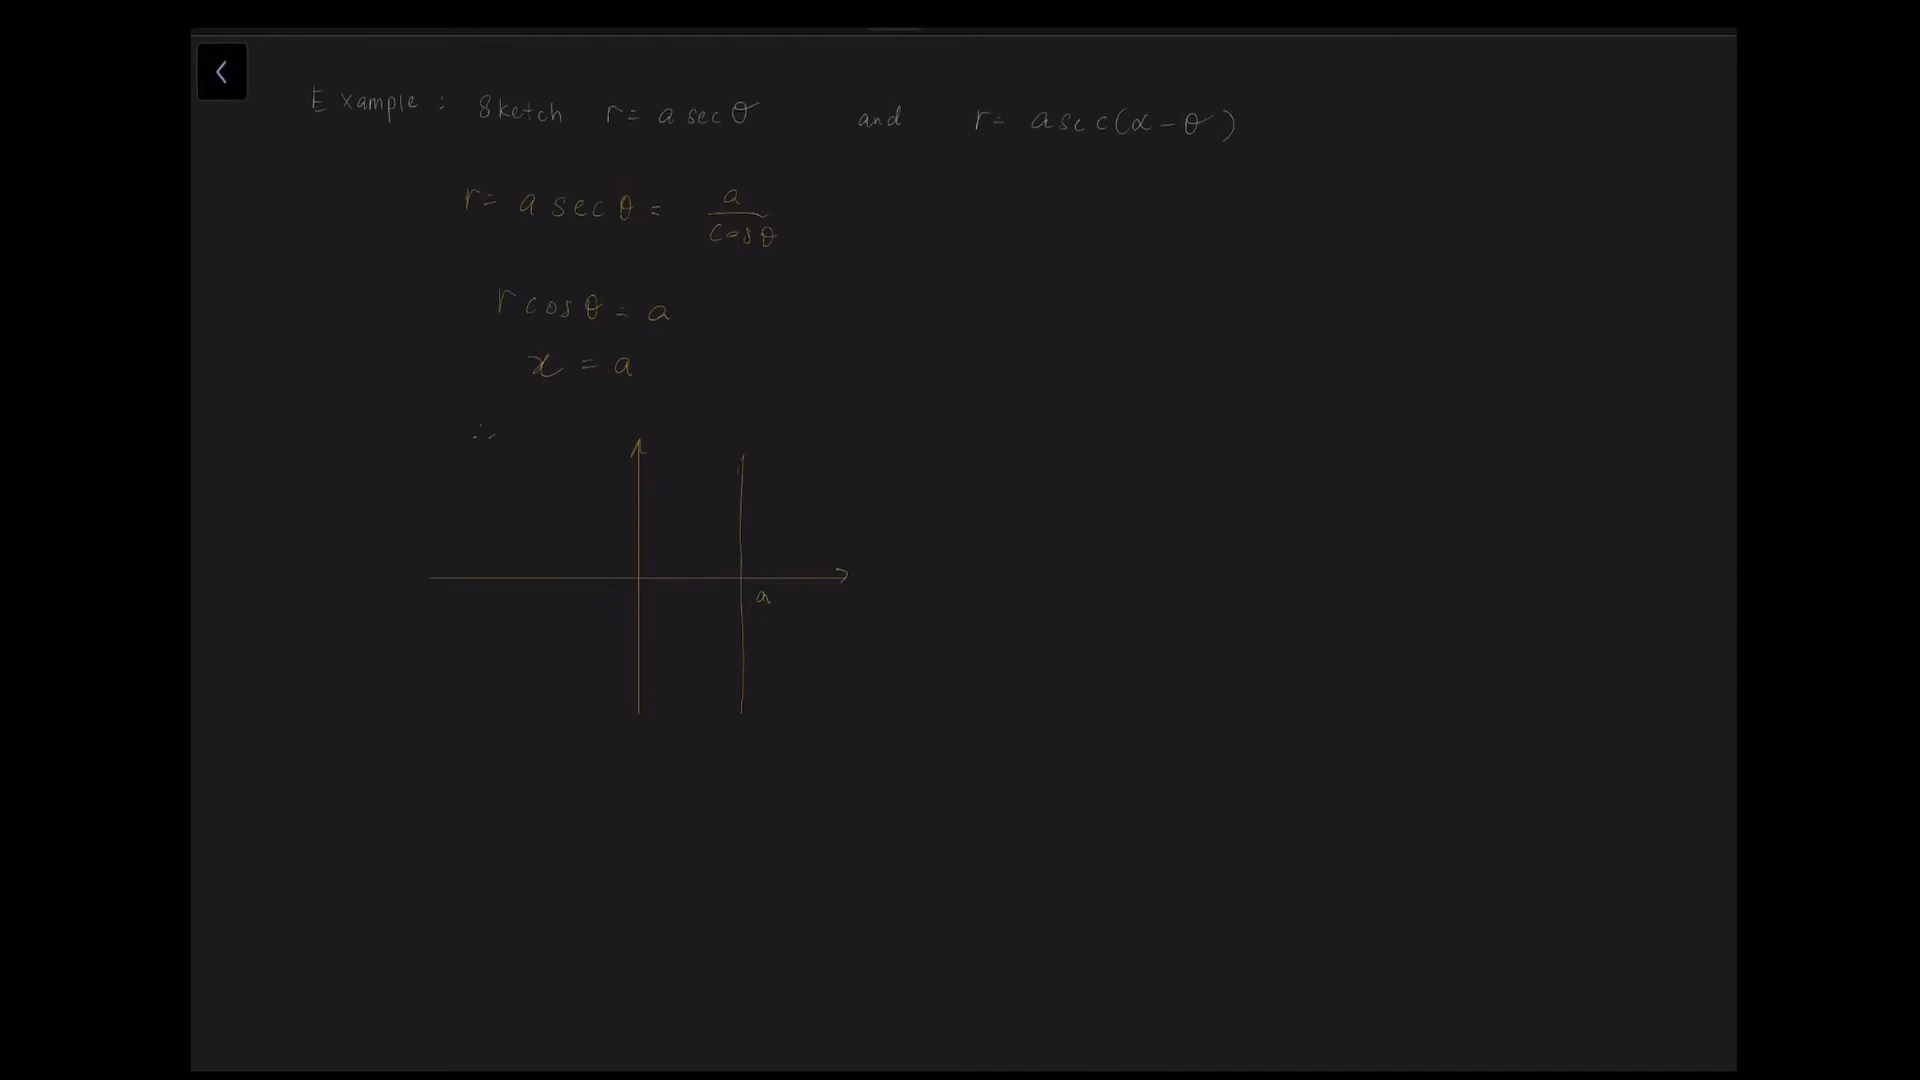 Example : Sketch r = a sec θ and r = a sec(α - θ)
r = a sec θ = a / cos θ
r cos θ = a
x = a
∴
a